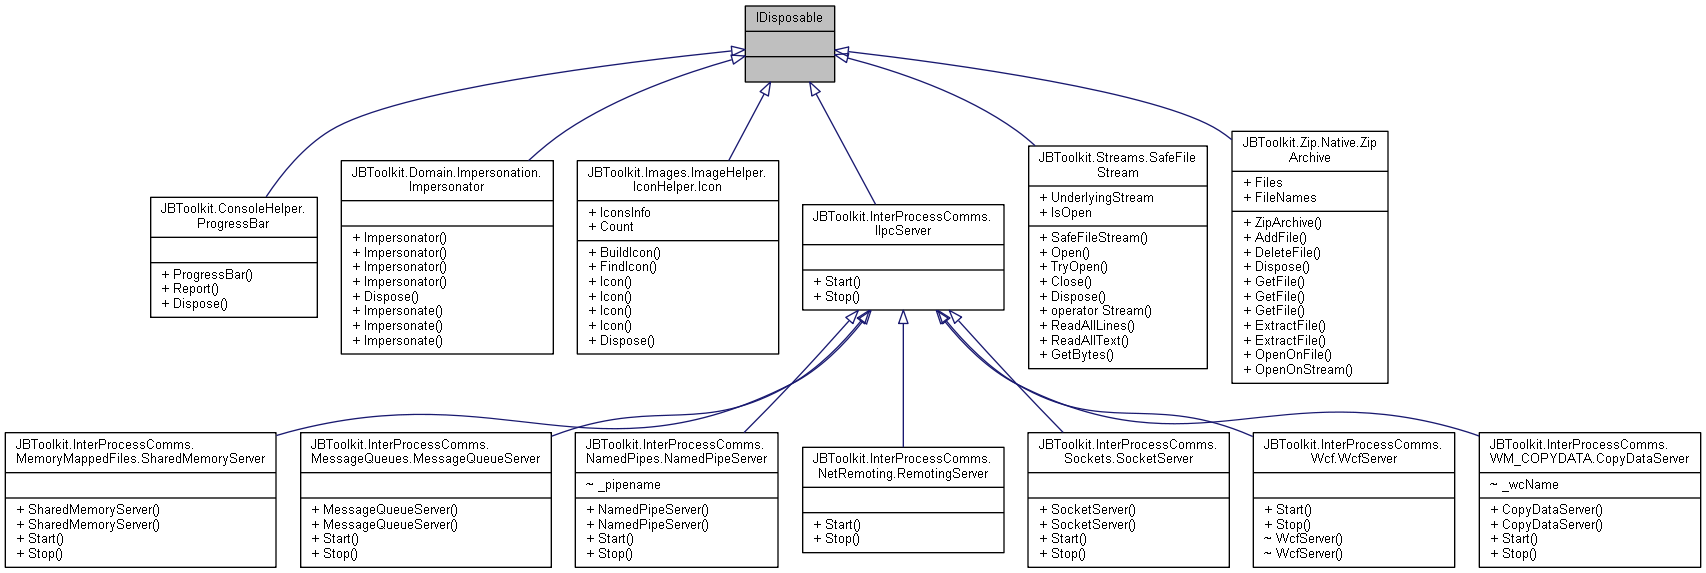 IDisposable
JBToolkit.ConsoleHelper.
ProgressBar
+ ProgressBar()
+ Report()
+ Dispose()
JBToolkit.Domain.Impersonation.
Impersonator
+ Impersonator()
+ Impersonator()
+ Impersonator()
+ Impersonator()
+ Dispose()
+ Impersonate()
+ Impersonate()
+ Impersonate()
JBToolkit.Images.ImageHelper.
IconHelper.Icon
+ IconsInfo
+ Count
+ BuildIcon()
+ FindIcon()
+ Icon()
+ Icon()
+ Icon()
+ Icon()
+ Dispose()
JBToolkit.InterProcessComms.
IIpcServer
+ Start()
+ Stop()
JBToolkit.Streams.SafeFile
Stream
+ UnderlyingStream
+ IsOpen
+ SafeFileStream()
+ Open()
+ TryOpen()
+ Close()
+ Dispose()
+ operator Stream()
+ ReadAllLines()
+ ReadAllText()
+ GetBytes()
JBToolkit.Zip.Native.Zip
Archive
+ Files
+ FileNames
+ ZipArchive()
+ AddFile()
+ DeleteFile()
+ Dispose()
+ GetFile()
+ GetFile()
+ GetFile()
+ ExtractFile()
+ ExtractFile()
+ OpenOnFile()
+ OpenOnStream()
JBToolkit.InterProcessComms.
MemoryMappedFiles.SharedMemoryServer
+ SharedMemoryServer()
+ SharedMemoryServer()
+ Start()
+ Stop()
JBToolkit.InterProcessComms.
MessageQueues.MessageQueueServer
+ MessageQueueServer()
+ MessageQueueServer()
+ Start()
+ Stop()
JBToolkit.InterProcessComms.
NamedPipes.NamedPipeServer
~ _pipename
+ NamedPipeServer()
+ NamedPipeServer()
+ Start()
+ Stop()
JBToolkit.InterProcessComms.
NetRemoting.RemotingServer
+ Start()
+ Stop()
JBToolkit.InterProcessComms.
Sockets.SocketServer
+ SocketServer()
+ SocketServer()
+ Start()
+ Stop()
JBToolkit.InterProcessComms.
Wcf.WcfServer
+ Start()
+ Stop()
~ WcfServer()
~ WcfServer()
JBToolkit.InterProcessComms.
WM_COPYDATA.CopyDataServer
~ _wcName
+ CopyDataServer()
+ CopyDataServer()
+ Start()
+ Stop()